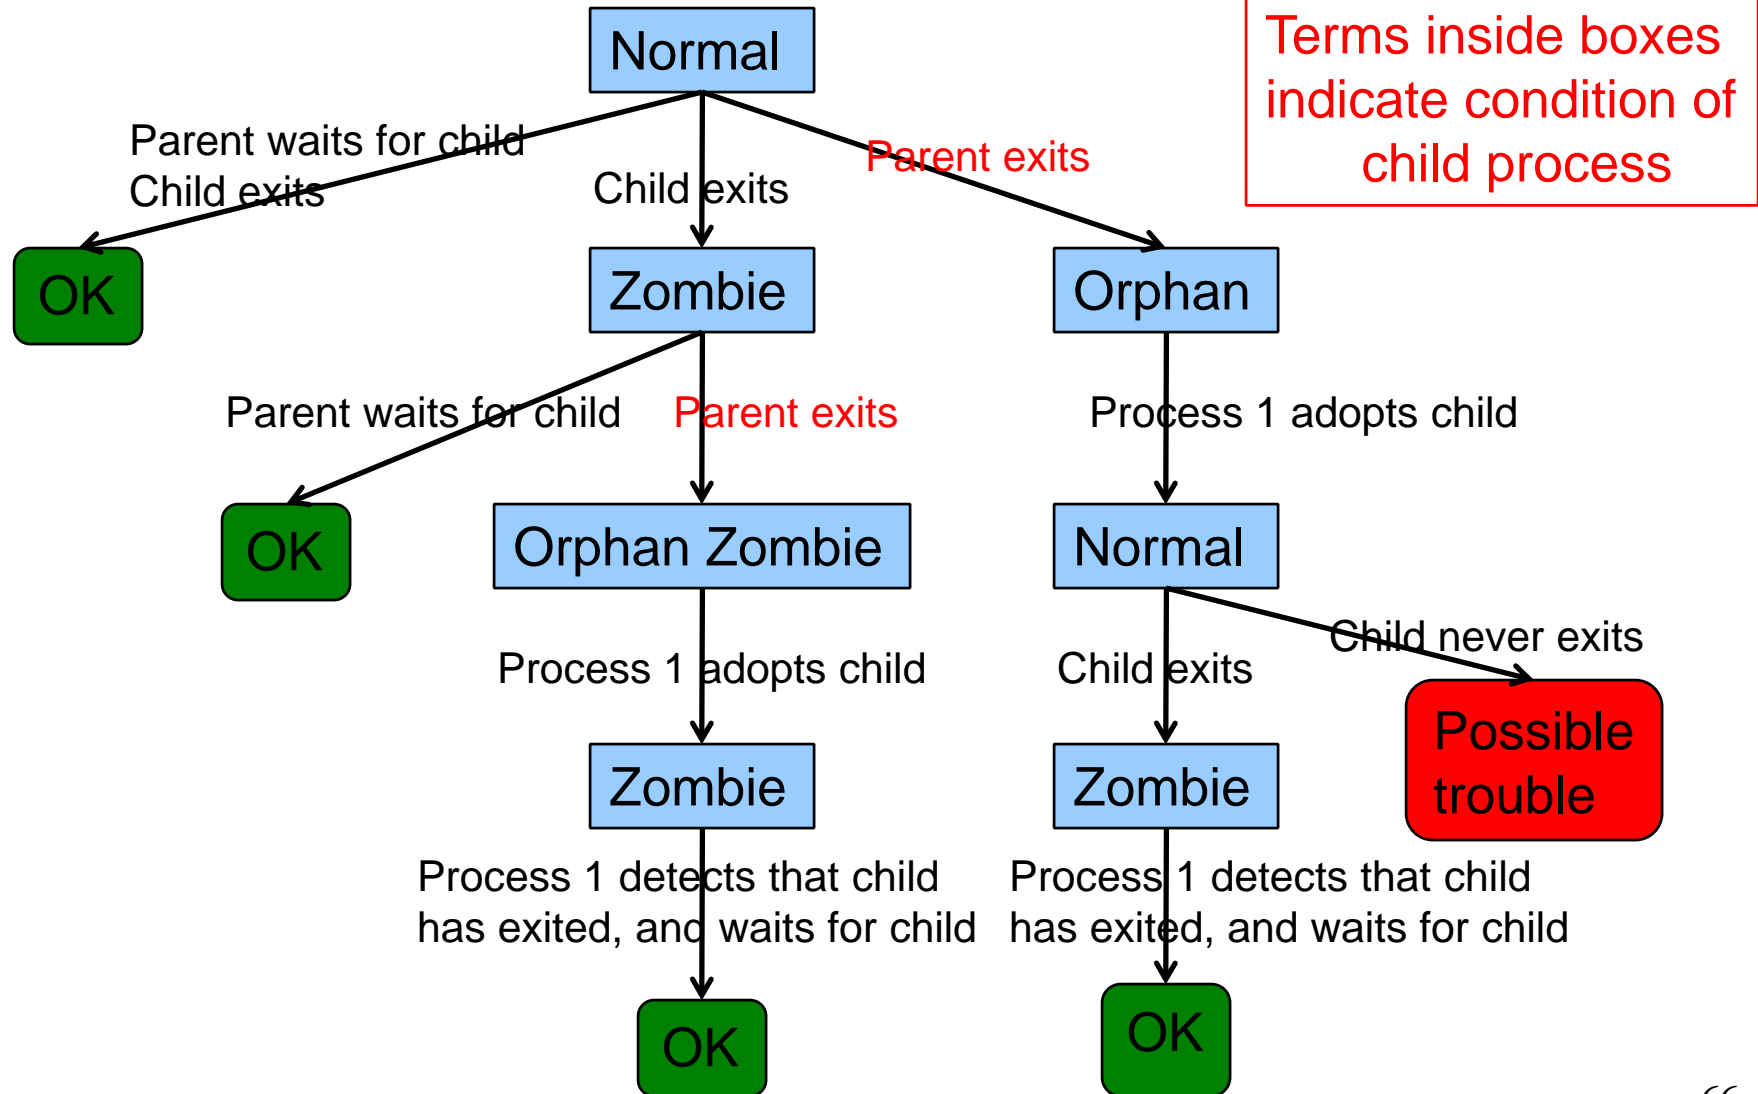 Normal
Terms inside boxes
indicate condition of
child process
Parent waits for child
Child exits
Child exits
Parent exits
OK
Zombie
Orphan
Parent waits for child
Parent exits
Process 1 adopts child
OK
Orphan Zombie
Normal
Process 1 adopts child
Child exits
Child never exits
Zombie
Zombie
Possible
trouble
Process 1 detects that child
has exited, and waits for child
Process 1 detects that child
has exited, and waits for child
OK
OK